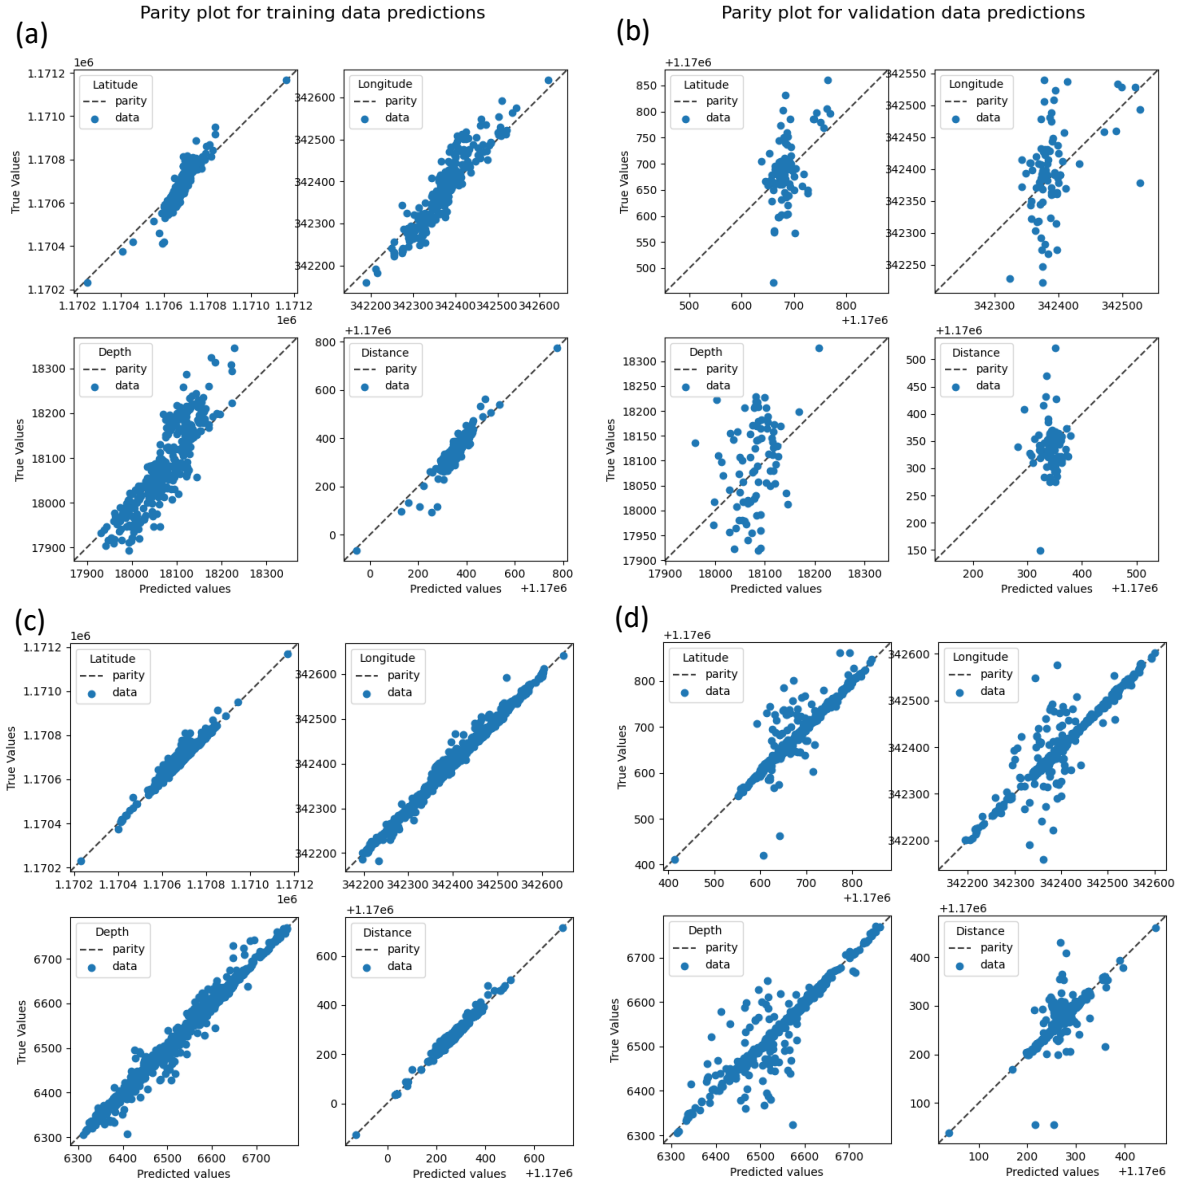 Parity plot for training data predictions
Parity plot for validation data predictions
(a)
1e6
Latitude
parity
data
1.1712
1.1710
1.1708
1.1706
1.1704
1.1702
True Values
1.1702 1.1704 1.1706 1.1708 1.1710 1.1712
1e6
Longitude
parity
data
342600
342500
342400
342300
342200
342200 342300 342400 342500 342600
Depth
parity
data
18300
18200
18100
18000
17900
True Values
17900 18000 18100 18200 18300
Predicted values
+1.17e6
Distance
parity
data
800
600
400
200
0
0 200 400 600 800
Predicted values +1.17e6
(b)
+1.17e6
Latitude
parity
data
850
800
750
700
650
600
550
500
True Values
500 600 700 800
+1.17e6
Longitude
parity
data
342550
342500
342450
342400
342350
342300
342250
342300 342400 342500
Depth
parity
data
18300
18250
18200
18150
18100
18050
18000
17950
17900
True Values
17900 18000 18100 18200 18300
Predicted values
+1.17e6
Distance
parity
data
500
450
400
350
300
250
200
150
200 300 400 500
Predicted values +1.17e6
(c)
1e6
Latitude
parity
data
1.1712
1.1710
1.1708
1.1706
1.1704
1.1702
True Values
1.1702 1.1704 1.1706 1.1708 1.1710 1.1712
1e6
Longitude
parity
data
342600
342500
342400
342300
342200
342200 342300 342400 342500 342600
Depth
parity
data
6700
6600
6500
6400
6300
True Values
6300 6400 6500 6600 6700
Predicted values
+1.17e6
Distance
parity
data
600
400
200
0
0 200 400 600
Predicted values +1.17e6
(d)
+1.17e6
Latitude
parity
data
800
700
600
500
400
True Values
400 500 600 700 800
+1.17e6
Longitude
parity
data
342600
342500
342400
342300
342200
342200 342300 342400 342500 342600
Depth
parity
data
6700
6600
6500
6400
6300
True Values
6300 6400 6500 6600 6700
Predicted values
+1.17e6
Distance
parity
data
400
300
200
100
100 200 300 400
Predicted values +1.17e6